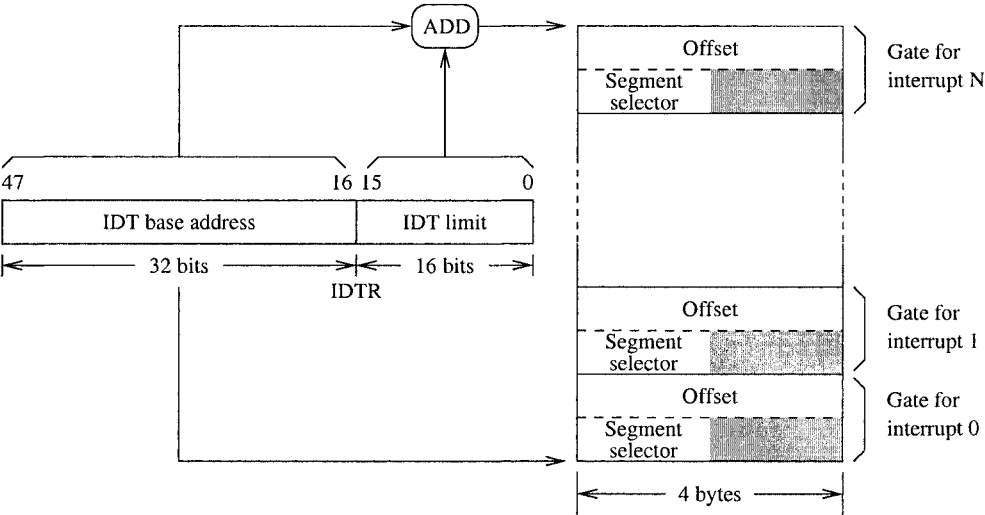 ADD
Offset
Segment
selector
Gate for
interrupt N
47
16
15
0
IDT base address
IDT limit
32 bits
16 bits
IDTR
Offset
Segment
selector
Gate for
interrupt 1
Offset
Segment
selector
Gate for
interrupt 0
4 bytes